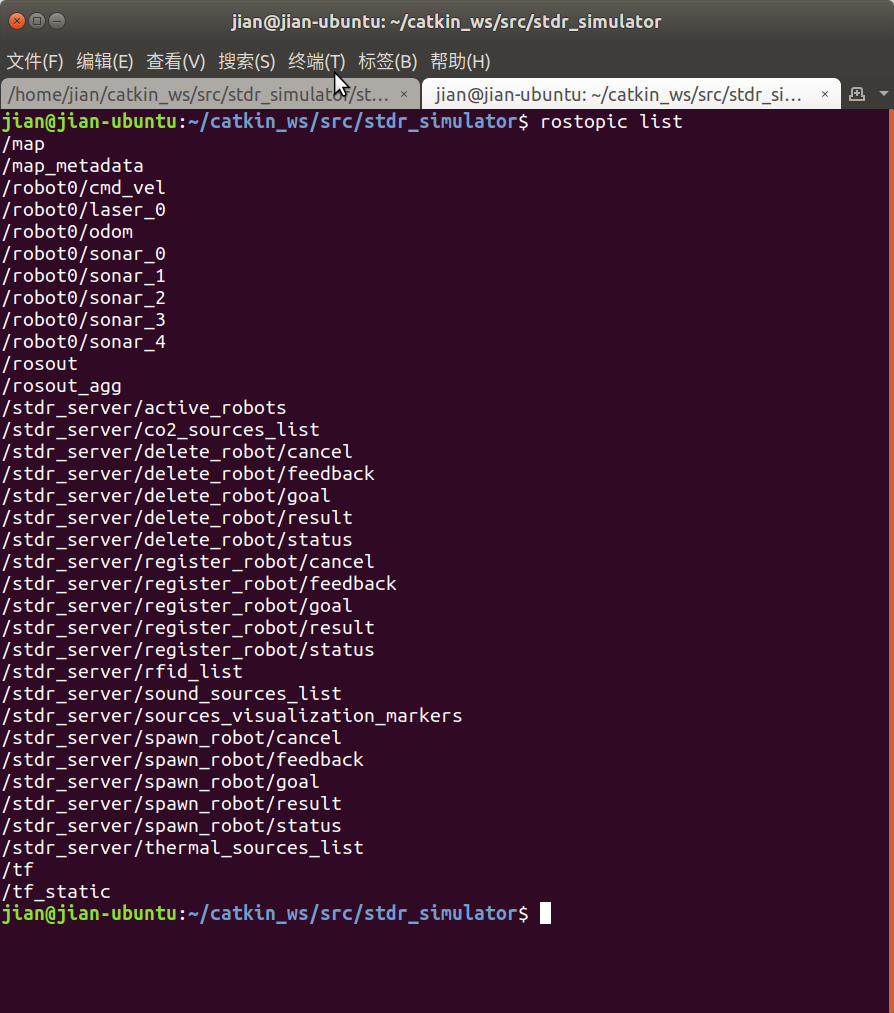 jian@jian-ubuntu: ~/catkin_ws/src/stdr_simulator
文件(F) 编辑(E) 查看(V) 搜索(S) 终端(T) 标签(B) 帮助(H)
/home/jian/catkin_ws/src/stdr_simulator/st... × jian@jian-ubuntu: ~/catkin_ws/src/stdr_si... ×
jian@jian-ubuntu:~/catkin_ws/src/stdr_simulator$ rostopic list
/map
/map_metadata
/robot0/cmd_vel
/robot0/laser_0
/robot0/odom
/robot0/sonar_0
/robot0/sonar_1
/robot0/sonar_2
/robot0/sonar_3
/robot0/sonar_4
/rosout
/rosout_agg
/stdr_server/active_robots
/stdr_server/co2_sources_list
/stdr_server/delete_robot/cancel
/stdr_server/delete_robot/feedback
/stdr_server/delete_robot/goal
/stdr_server/delete_robot/result
/stdr_server/delete_robot/status
/stdr_server/register_robot/cancel
/stdr_server/register_robot/feedback
/stdr_server/register_robot/goal
/stdr_server/register_robot/result
/stdr_server/register_robot/status
/stdr_server/rfid_list
/stdr_server/sound_sources_list
/stdr_server/sources_visualization_markers
/stdr_server/spawn_robot/cancel
/stdr_server/spawn_robot/feedback
/stdr_server/spawn_robot/goal
/stdr_server/spawn_robot/result
/stdr_server/spawn_robot/status
/stdr_server/thermal_sources_list
/tf
/tf_static
jian@jian-ubuntu:~/catkin_ws/src/stdr_simulator$